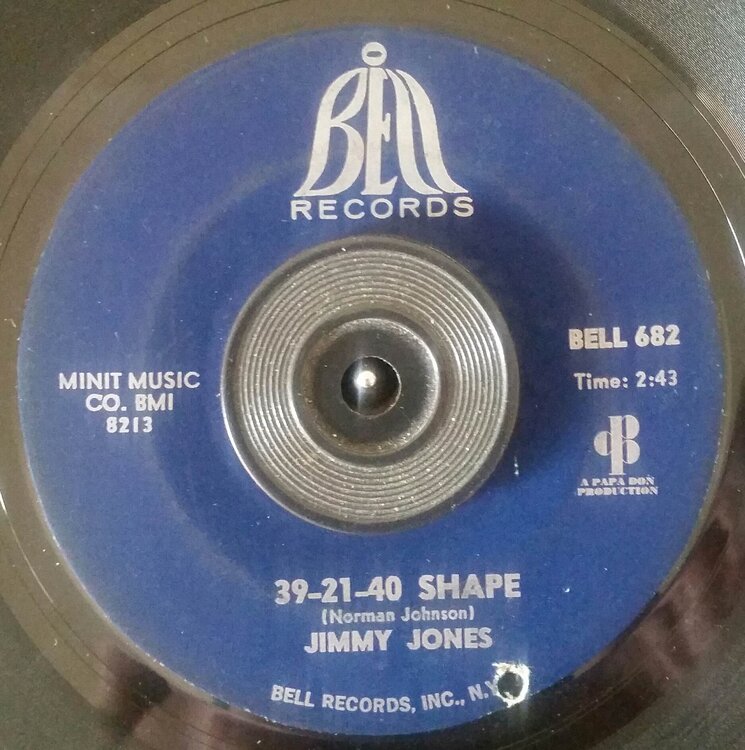 BELL
RECORDS
BELL 682
Time: 2:43
A PAPA DON
PRODUCTION
MINIT MUSIC
CO. BMI
8213
39-21-40 SHAPE
(Norman Johnson)
JIMMY JONES
BELL RECORDS, INC., N.Y.